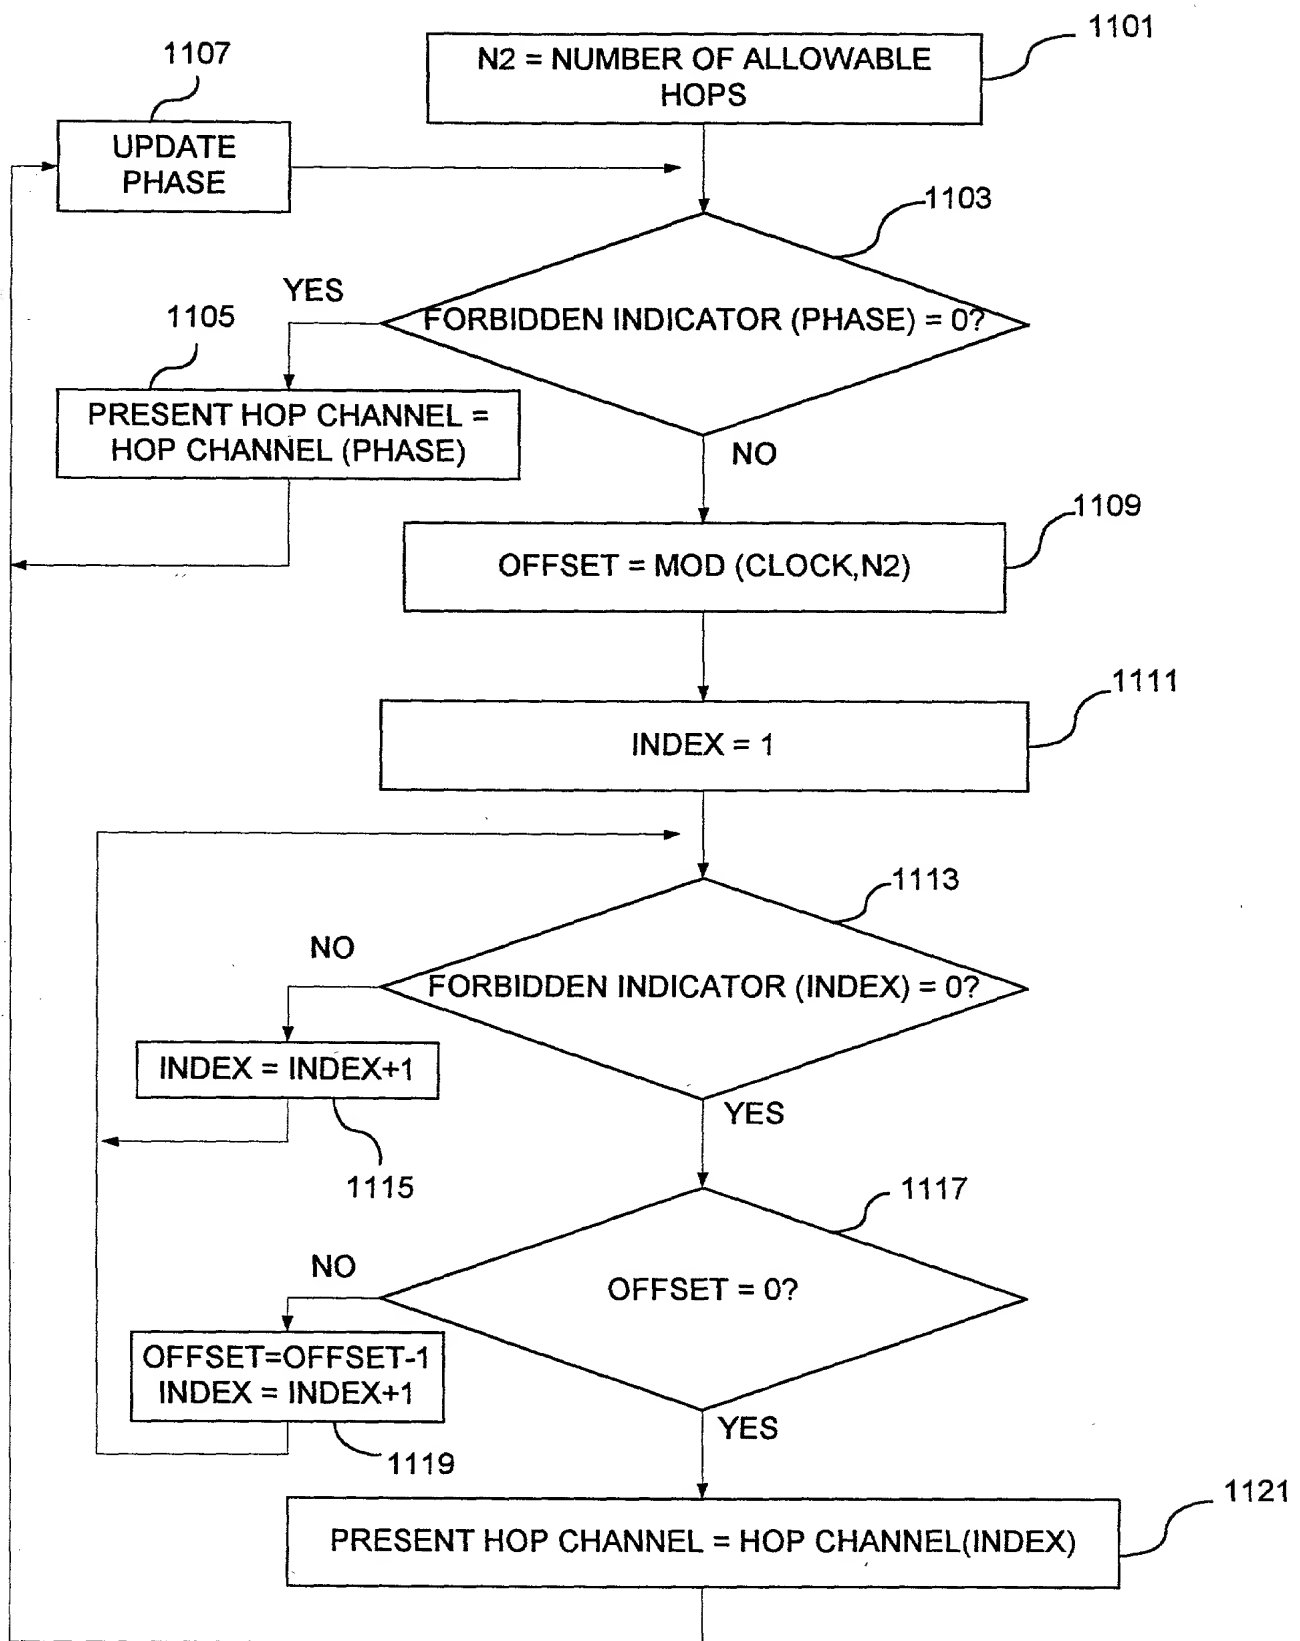 1101
N2 = NUMBER OF ALLOWABLE
HOPS
1107
UPDATE
PHASE
1103
YES
FORBIDDEN INDICATOR (PHASE) = 0?
1105
PRESENT HOP CHANNEL =
HOP CHANNEL (PHASE)
NO
1109
OFFSET = MOD (CLOCK,N2)
1111
INDEX = 1
1113
NO
FORBIDDEN INDICATOR (INDEX) = 0?
INDEX = INDEX+1
YES
1115
1117
NO
OFFSET = 0?
OFFSET=OFFSET-1
INDEX = INDEX+1
YES
1119
1121
PRESENT HOP CHANNEL = HOP CHANNEL(INDEX)